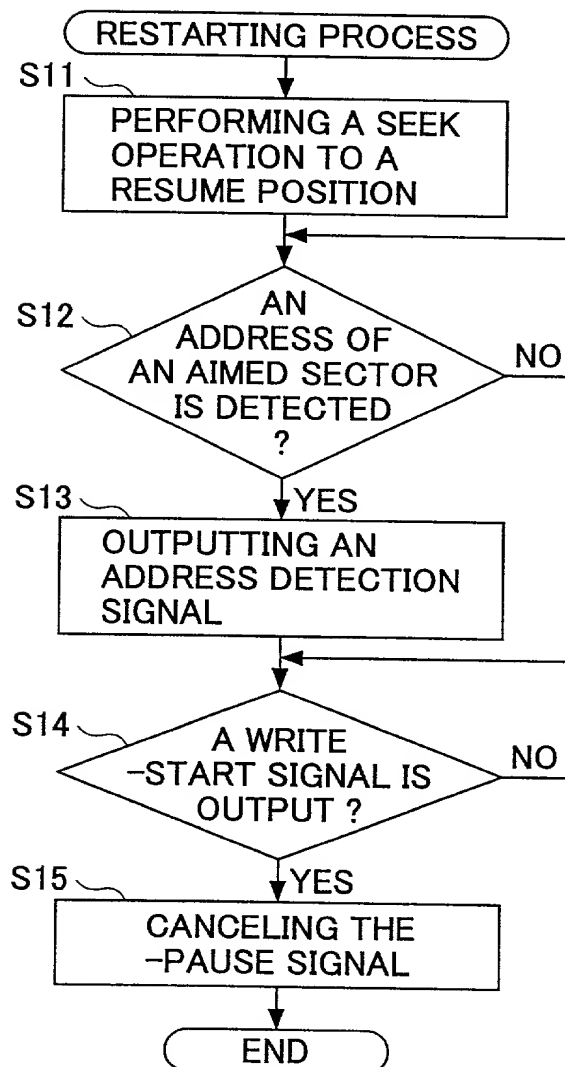 RESTARTING PROCESS
S11
PERFORMING A SEEK
OPERATION TO A
RESUME POSITION
S12
AN
ADDRESS OF
AN AIMED SECTOR
IS DETECTED
?
NO
YES
S13
OUTPUTTING AN
ADDRESS DETECTION
SIGNAL
S14
A WRITE
-START SIGNAL IS
OUTPUT ?
NO
YES
S15
CANCELING THE
-PAUSE SIGNAL
END